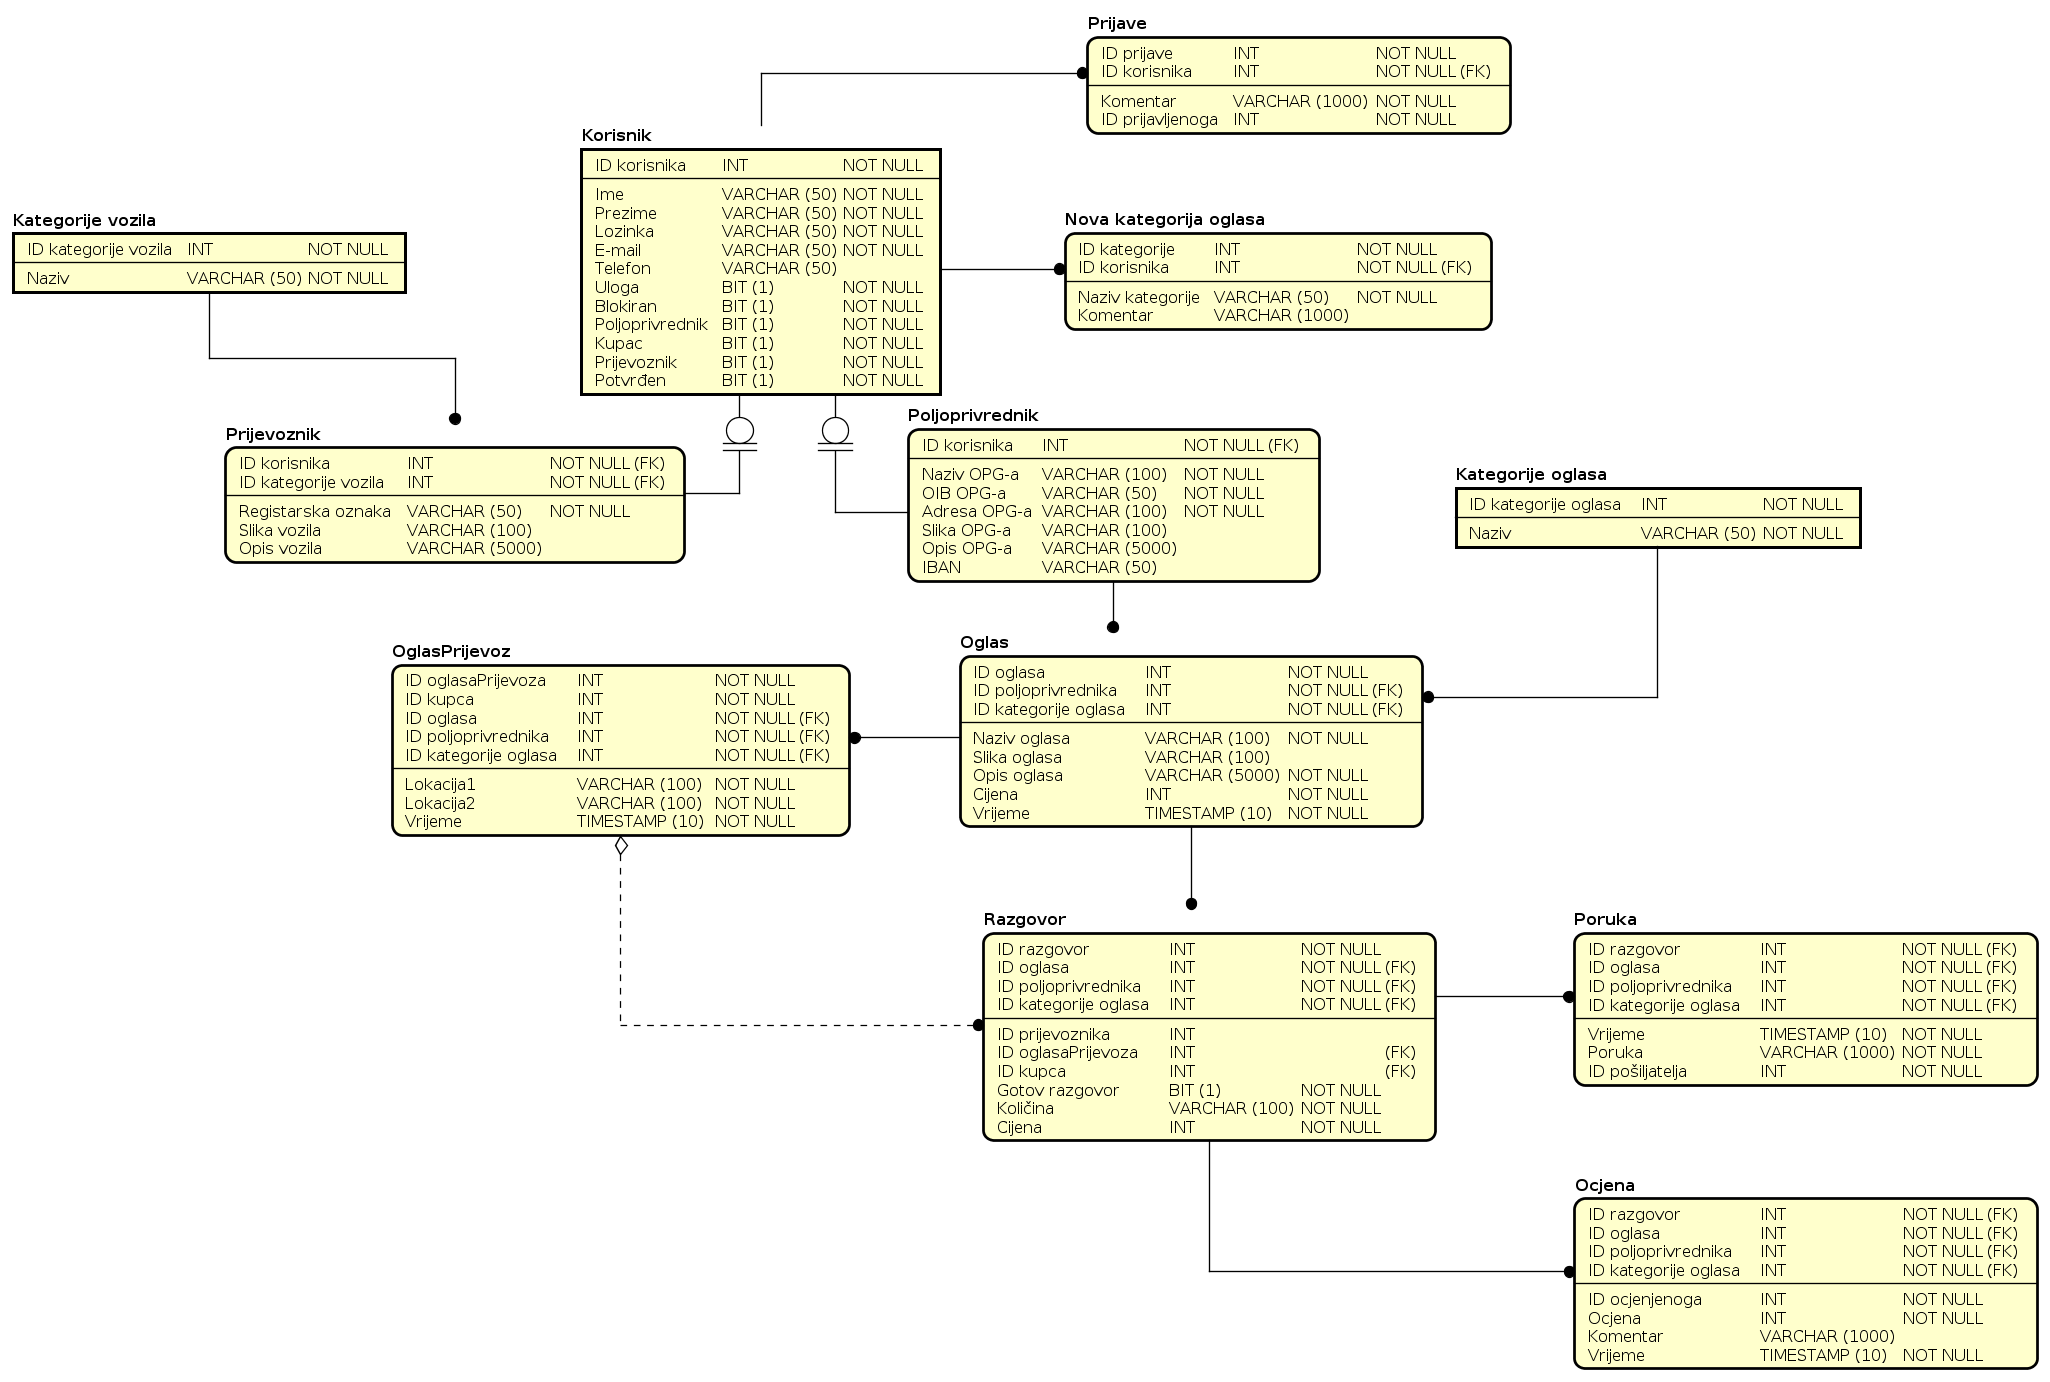 Prijave
ID prijave INT NOT NULL
ID korisnika INT NOT NULL (FK)
Komentar VARCHAR (1000) NOT NULL
ID prijavljenoga INT NOT NULL
Korisnik
ID korisnika INT NOT NULL
Ime VARCHAR (50) NOT NULL
Prezime VARCHAR (50) NOT NULL
Lozinka VARCHAR (50) NOT NULL
E-mail VARCHAR (50) NOT NULL
Telefon VARCHAR (50)
Uloga BIT (1) NOT NULL
Blokiran BIT (1) NOT NULL
Poljoprivrednik BIT (1) NOT NULL
Kupac BIT (1) NOT NULL
Prijevoznik BIT (1) NOT NULL
Potvrđen BIT (1) NOT NULL
Kategorije vozila
ID kategorije vozila INT NOT NULL
Naziv VARCHAR (50) NOT NULL
Nova kategorija oglasa
ID kategorije INT NOT NULL
ID korisnika INT NOT NULL (FK)
Naziv kategorije VARCHAR (50) NOT NULL
Komentar VARCHAR (1000)
Prijevoznik
ID korisnika INT NOT NULL (FK)
ID kategorije vozila INT NOT NULL (FK)
Registarska oznaka VARCHAR (50) NOT NULL
Slika vozila VARCHAR (100)
Opis vozila VARCHAR (5000)
Poljoprivrednik
ID korisnika INT NOT NULL (FK)
Naziv OPG-a VARCHAR (100) NOT NULL
OIB OPG-a VARCHAR (50) NOT NULL
Adresa OPG-a VARCHAR (100) NOT NULL
Slika OPG-a VARCHAR (100)
Opis OPG-a VARCHAR (5000)
IBAN VARCHAR (50)
Kategorije oglasa
ID kategorije oglasa INT NOT NULL
Naziv VARCHAR (50) NOT NULL
OglasPrijevoz
ID oglasaPrijevoza INT NOT NULL
ID kupca INT NOT NULL
ID oglasa INT NOT NULL (FK)
ID poljoprivrednika INT NOT NULL (FK)
ID kategorije oglasa INT NOT NULL (FK)
Lokacija1 VARCHAR (100) NOT NULL
Lokacija2 VARCHAR (100) NOT NULL
Vrijeme TIMESTAMP (10) NOT NULL
Oglas
ID oglasa INT NOT NULL
ID poljoprivrednika INT NOT NULL (FK)
ID kategorije oglasa INT NOT NULL (FK)
Naziv oglasa VARCHAR (100) NOT NULL
Slika oglasa VARCHAR (100)
Opis oglasa VARCHAR (5000) NOT NULL
Cijena INT NOT NULL
Vrijeme TIMESTAMP (10) NOT NULL
Razgovor
ID razgovor INT NOT NULL
ID oglasa INT NOT NULL (FK)
ID poljoprivrednika INT NOT NULL (FK)
ID kategorije oglasa INT NOT NULL (FK)
ID prijevoznika INT
ID oglasaPrijevoza INT (FK)
ID kupca INT (FK)
Gotov razgovor BIT (1) NOT NULL
Količina VARCHAR (100) NOT NULL
Cijena INT NOT NULL
Poruka
ID razgovor INT NOT NULL (FK)
ID oglasa INT NOT NULL (FK)
ID poljoprivrednika INT NOT NULL (FK)
ID kategorije oglasa INT NOT NULL (FK)
Vrijeme TIMESTAMP (10) NOT NULL
Poruka VARCHAR (1000) NOT NULL
ID pošiljatelja INT NOT NULL
Ocjena
ID razgovor INT NOT NULL (FK)
ID oglasa INT NOT NULL (FK)
ID poljoprivrednika INT NOT NULL (FK)
ID kategorije oglasa INT NOT NULL (FK)
ID ocjenjenoga INT NOT NULL
Ocjena INT NOT NULL
Komentar VARCHAR (1000)
Vrijeme TIMESTAMP (10) NOT NULL